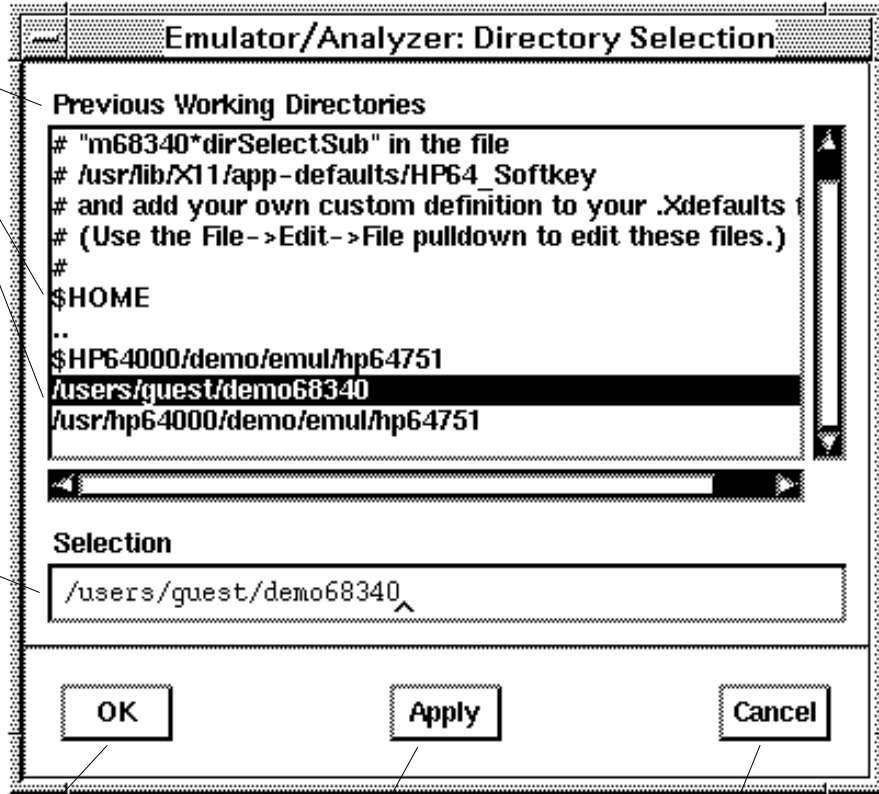 Emulator/Analyzer: Directory Selection
Previous Working Directories
# "m68340*dirSelectSub" in the file
# /usr/lib/X11/app-defaults/HP64_Softkey
# and add your own custom definition to your .Xdefaults
# (Use the File->Edit->File pulldown to edit these files.)
#
$HOME
..
$HP64000/demo/emul/hp64751
/users/guest/demo68340
/usr/hp64000/demo/emul/hp64751
Selection
/users/guest/demo68340
OK
Apply
Cancel